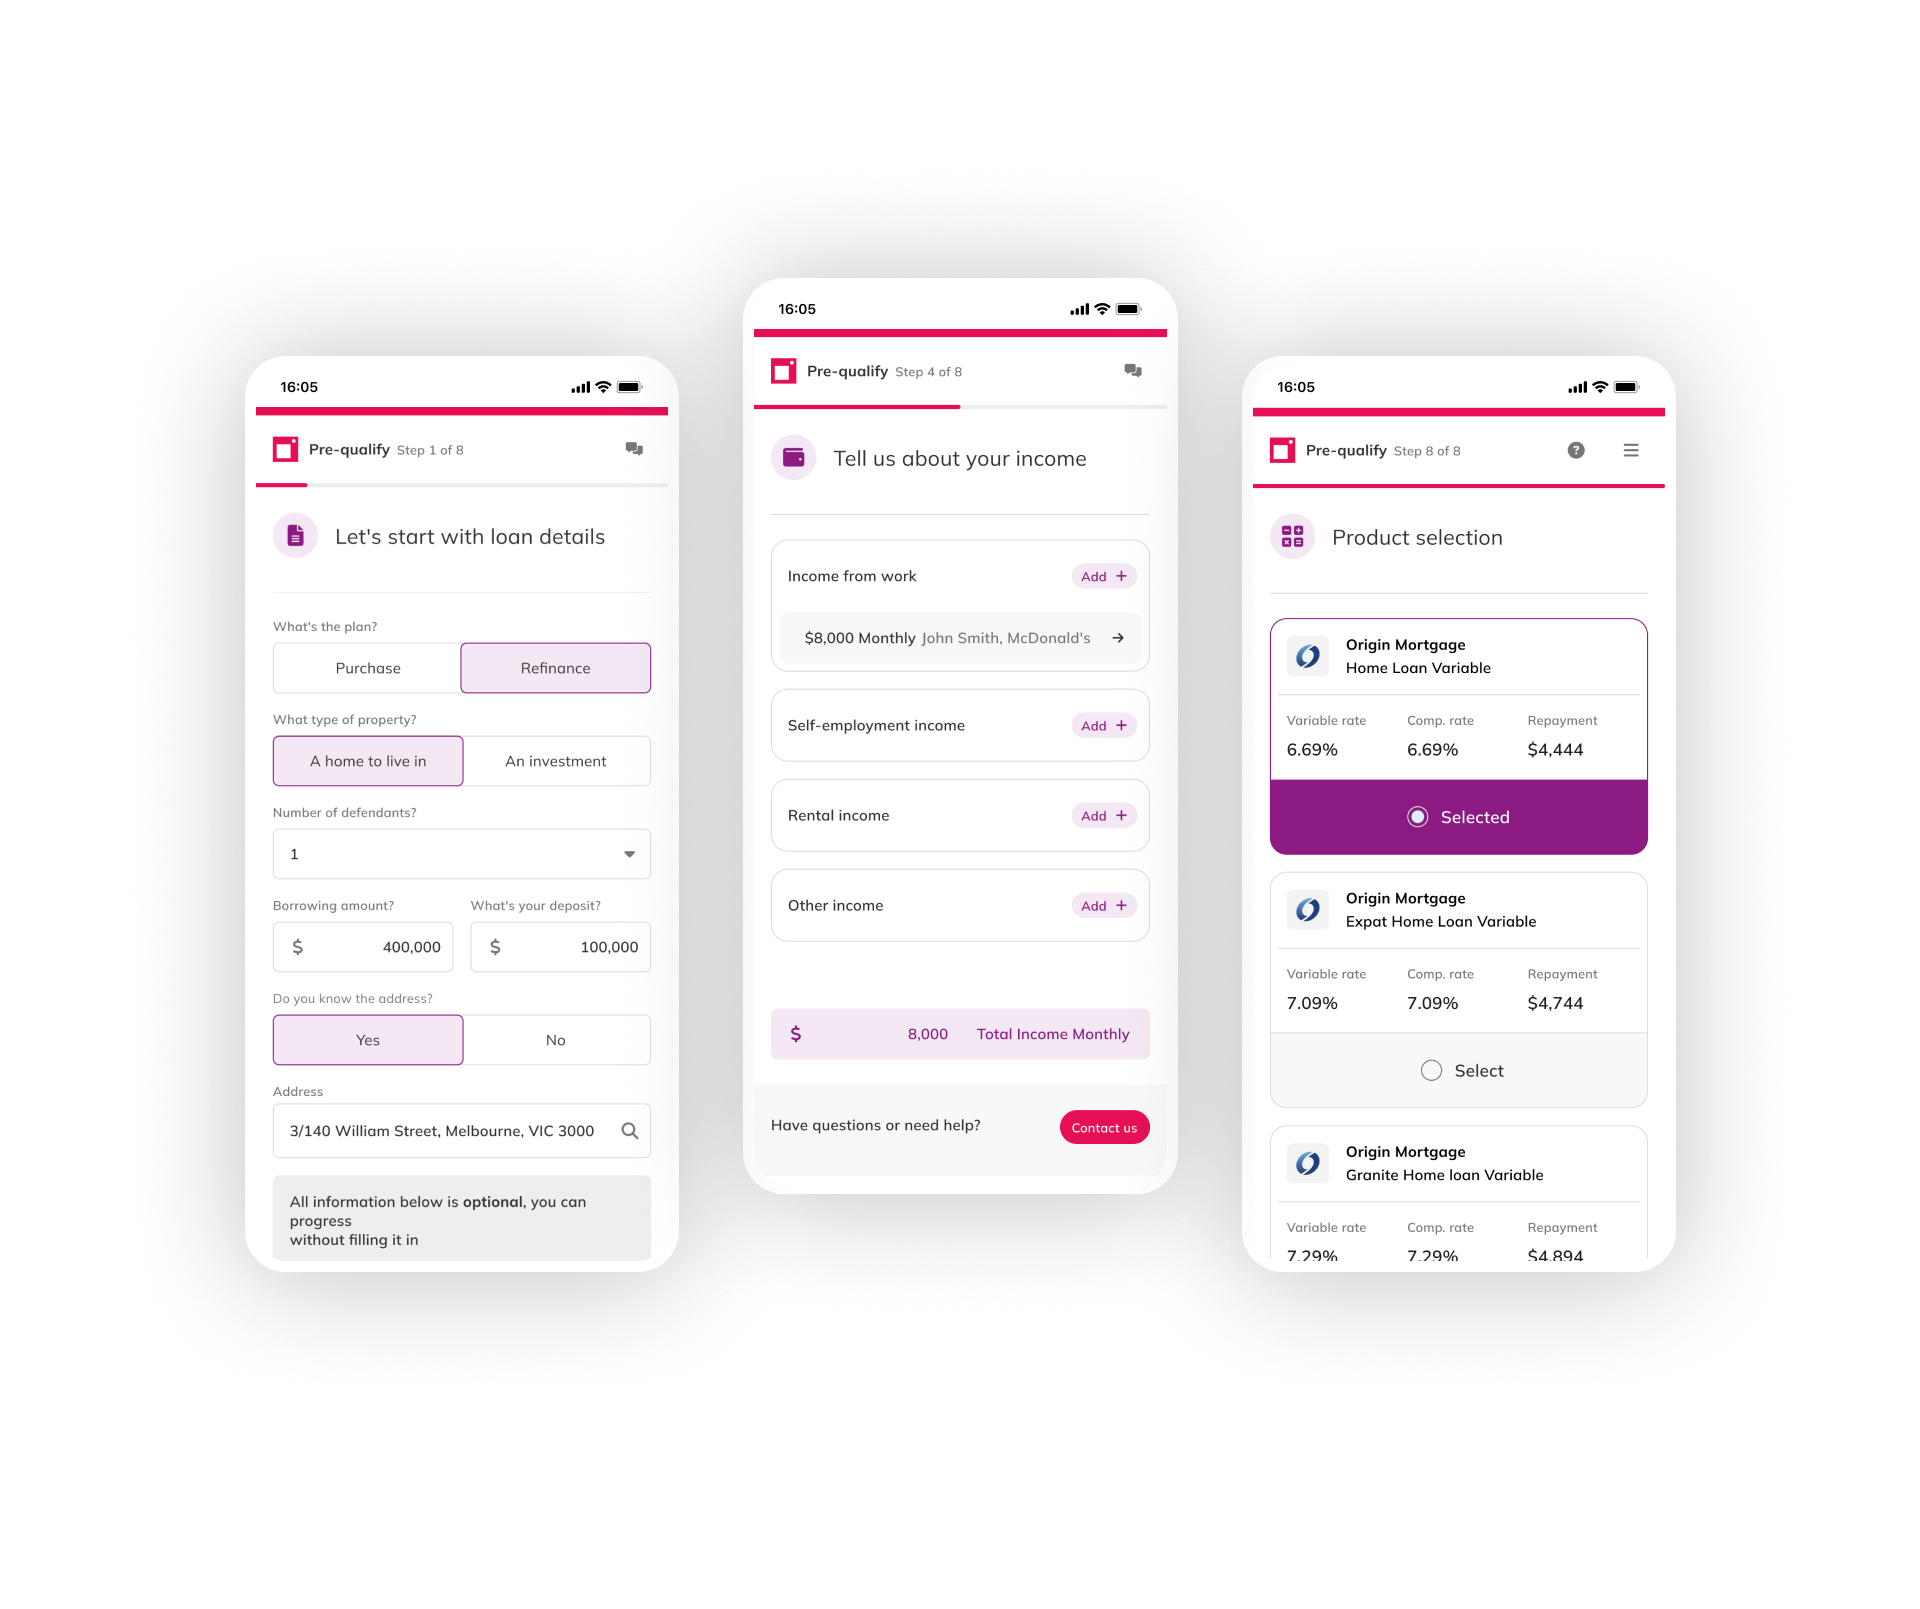 16:05
Pre-qualify Step 1 of 8
Let's start with loan details
What's the plan?
Purchase
Refinance
What type of property?
A home to live in
An investment
Number of defendants?
1
Borrowing amount?
What's your deposit?
$ 400,000
$ 100,000
Do you know the address?
Yes
No
Address
3/140 William Street, Melbourne, VIC 3000
All information below is optional, you can
progress
without filling it in
16:05
Pre-qualify Step 4 of 8
Tell us about your income
Income from work
Add +
$8,000 Monthly John Smith, McDonald's
Self-employment income
Add +
Rental income
Add +
Other income
Add +
$ 8,000 Total Income Monthly
Have questions or need help?
Contact us
16:05
Pre-qualify Step 8 of 8
Product selection
Origin Mortgage
Home Loan Variable
Variable rate Comp. rate Repayment
6.69% 6.69% $4,444
Selected
Origin Mortgage
Expat Home Loan Variable
Variable rate Comp. rate Repayment
7.09% 7.09% $4,744
Select
Origin Mortgage
Granite Home loan Variable
Variable rate Comp. rate Repayment
7.29% 7.29% $4,894